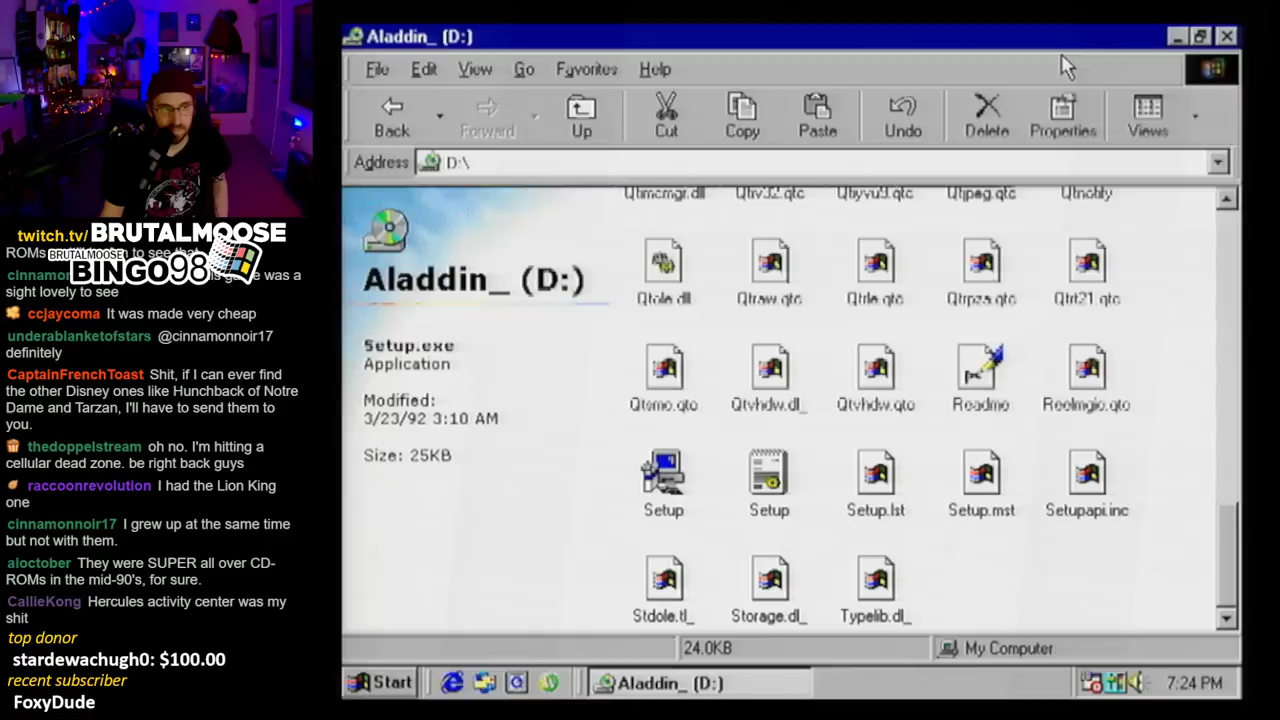 twitch.tv/BRUTALMOOSE
BRUTALMOOSE
BINGO98
sight lovely to see
ccjaycoma It was made very cheap
underablanketofstars @cinnamonnoir17
definitely
CaptainFrenchToast Shit, if I can ever find
the other Disney ones like Hunchback of Notre
Dame and Tarzan, I'll have to send them to
you.
thedoppelstream oh no. I'm hitting a
cellular dead zone. be right back guys
raccoonrevolution I had the Lion King
one
cinnamonnoir17 I grew up at the same time
but not with them.
aloctober They were SUPER all over CD-
ROMs in the mid-90's, for sure.
CallieKong Hercules activity center was my
shit
top donor
stardewachugh0: $100.00
recent subscriber
FoxyDude
Aladdin_ (D:)
File Edit View Go Favorites Help
Back Forward Up Cut Copy Paste Undo Delete Properties Views
Address D:\
Aladdin_ (D:)
Setup.exe
Application
Modified:
3/23/92 3:10 AM
Size: 25KB
Qtole.dll Qtraw.qtc Qtrle.qtc Qtrpza.qtc Qtrt21.qtc
Qtsmc.qtc Qtvhdw.dl_ Qtvhdw.qtc Readme Reelmgic.qtc
Setup Setup Setup.lst Setup.mst Setupapi.inc
Stdole.tl_ Storage.dl_ Typelib.dl_
24.0KB My Computer
Start Aladdin_ (D:) 7:24 PM